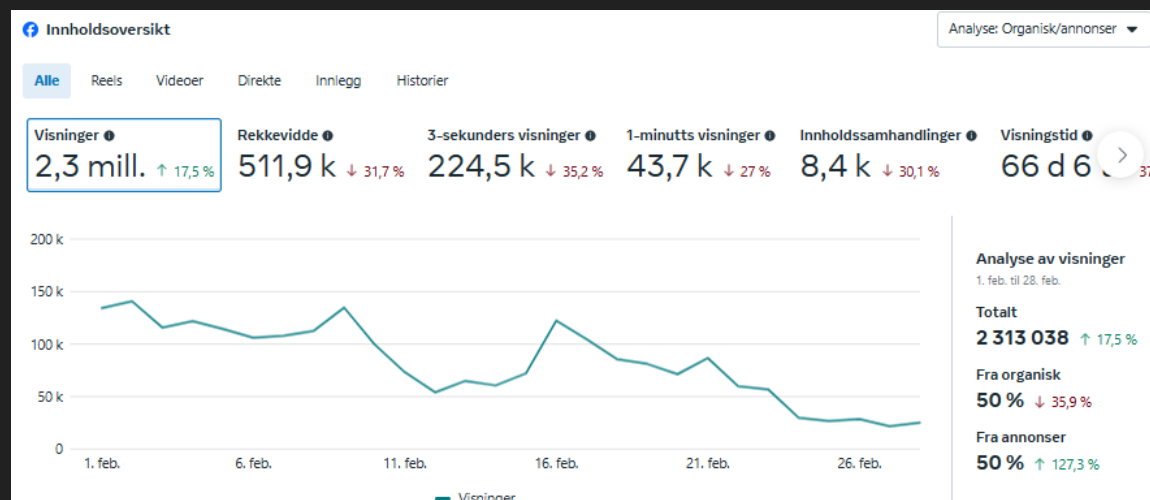 Innholdsoversikt
Analyse: Organisk/annonser
Alle Reels Videoer Direkte Innlegg Historier
Visninger Rekkevidde 3-sekunders visninger 1-minutts visninger Innholdssamhandlinger Visningstid
2,3 mill. ↑ 17,5 % 511,9 k ↓ 31,7 % 224,5 k ↓ 35,2 % 43,7 k ↓ 27 % 8,4 k ↓ 30,1 % 66 d 6
200 k
150 k
100 k
50 k
0
1. feb. 6. feb. 11. feb. 16. feb. 21. feb. 26. feb.
Visninger
Analyse av visninger
1. feb. til 28. feb.
Totalt
2 313 038 ↑ 17,5 %
Fra organisk
50 % ↓ 35,9 %
Fra annonser
50 % ↑ 127,3 %